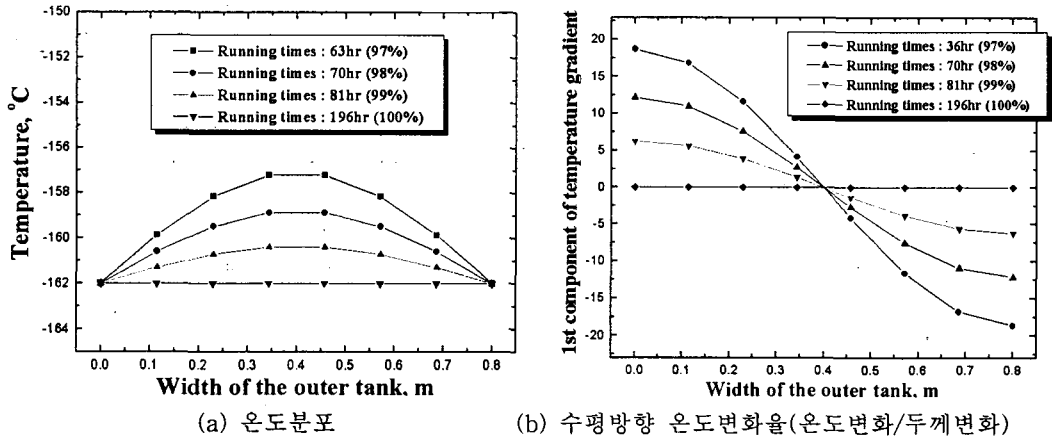 -150
-152
-154
-156
-158
-160
-162
-164
Temperature, °C
Running times : 63hr (97%)
Running times : 70hr (98%)
Running times : 81hr (99%)
Running times : 196hr (100%)
0.0 0.1 0.2 0.3 0.4 0.5 0.6 0.7 0.8
Width of the outer tank, m
(a) 온도분포
20
15
10
5
0
-5
-10
-15
-20
1st component of temperature gradient
Running times : 36hr (97%)
Running times : 70hr (98%)
Running times : 81hr (99%)
Running times : 196hr (100%)
0.0 0.1 0.2 0.3 0.4 0.5 0.6 0.7 0.8
Width of the outer tank, m
(b) 수평방향 온도변화율(온도변화/두께변화)